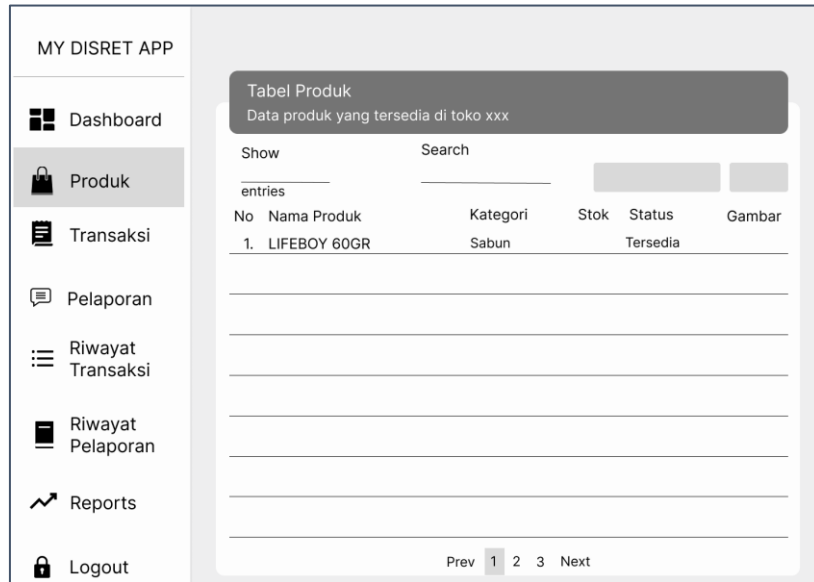 MY DISRET APP
Dashboard
Produk
Transaksi
Pelaporan
Riwayat
Transaksi
Riwayat
Pelaporan
Reports
Logout
Tabel Produk
Data produk yang tersedia di toko xxx
Show
entries
Search
No Nama Produk Kategori Stok Status Gambar
1. LIFEBOY 60GR Sabun Tersedia
Prev 1 2 3 Next